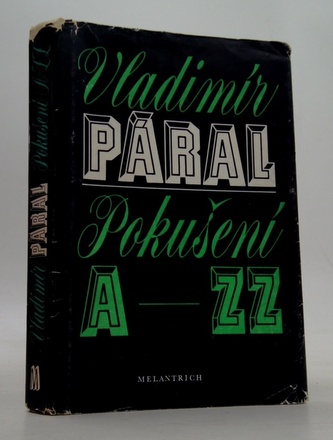 Vladimír
PÁRAL
Pokušení
A — ZZ
MELANTRICH
Vladimír PÁRAL Pokušení A-ZZ
M